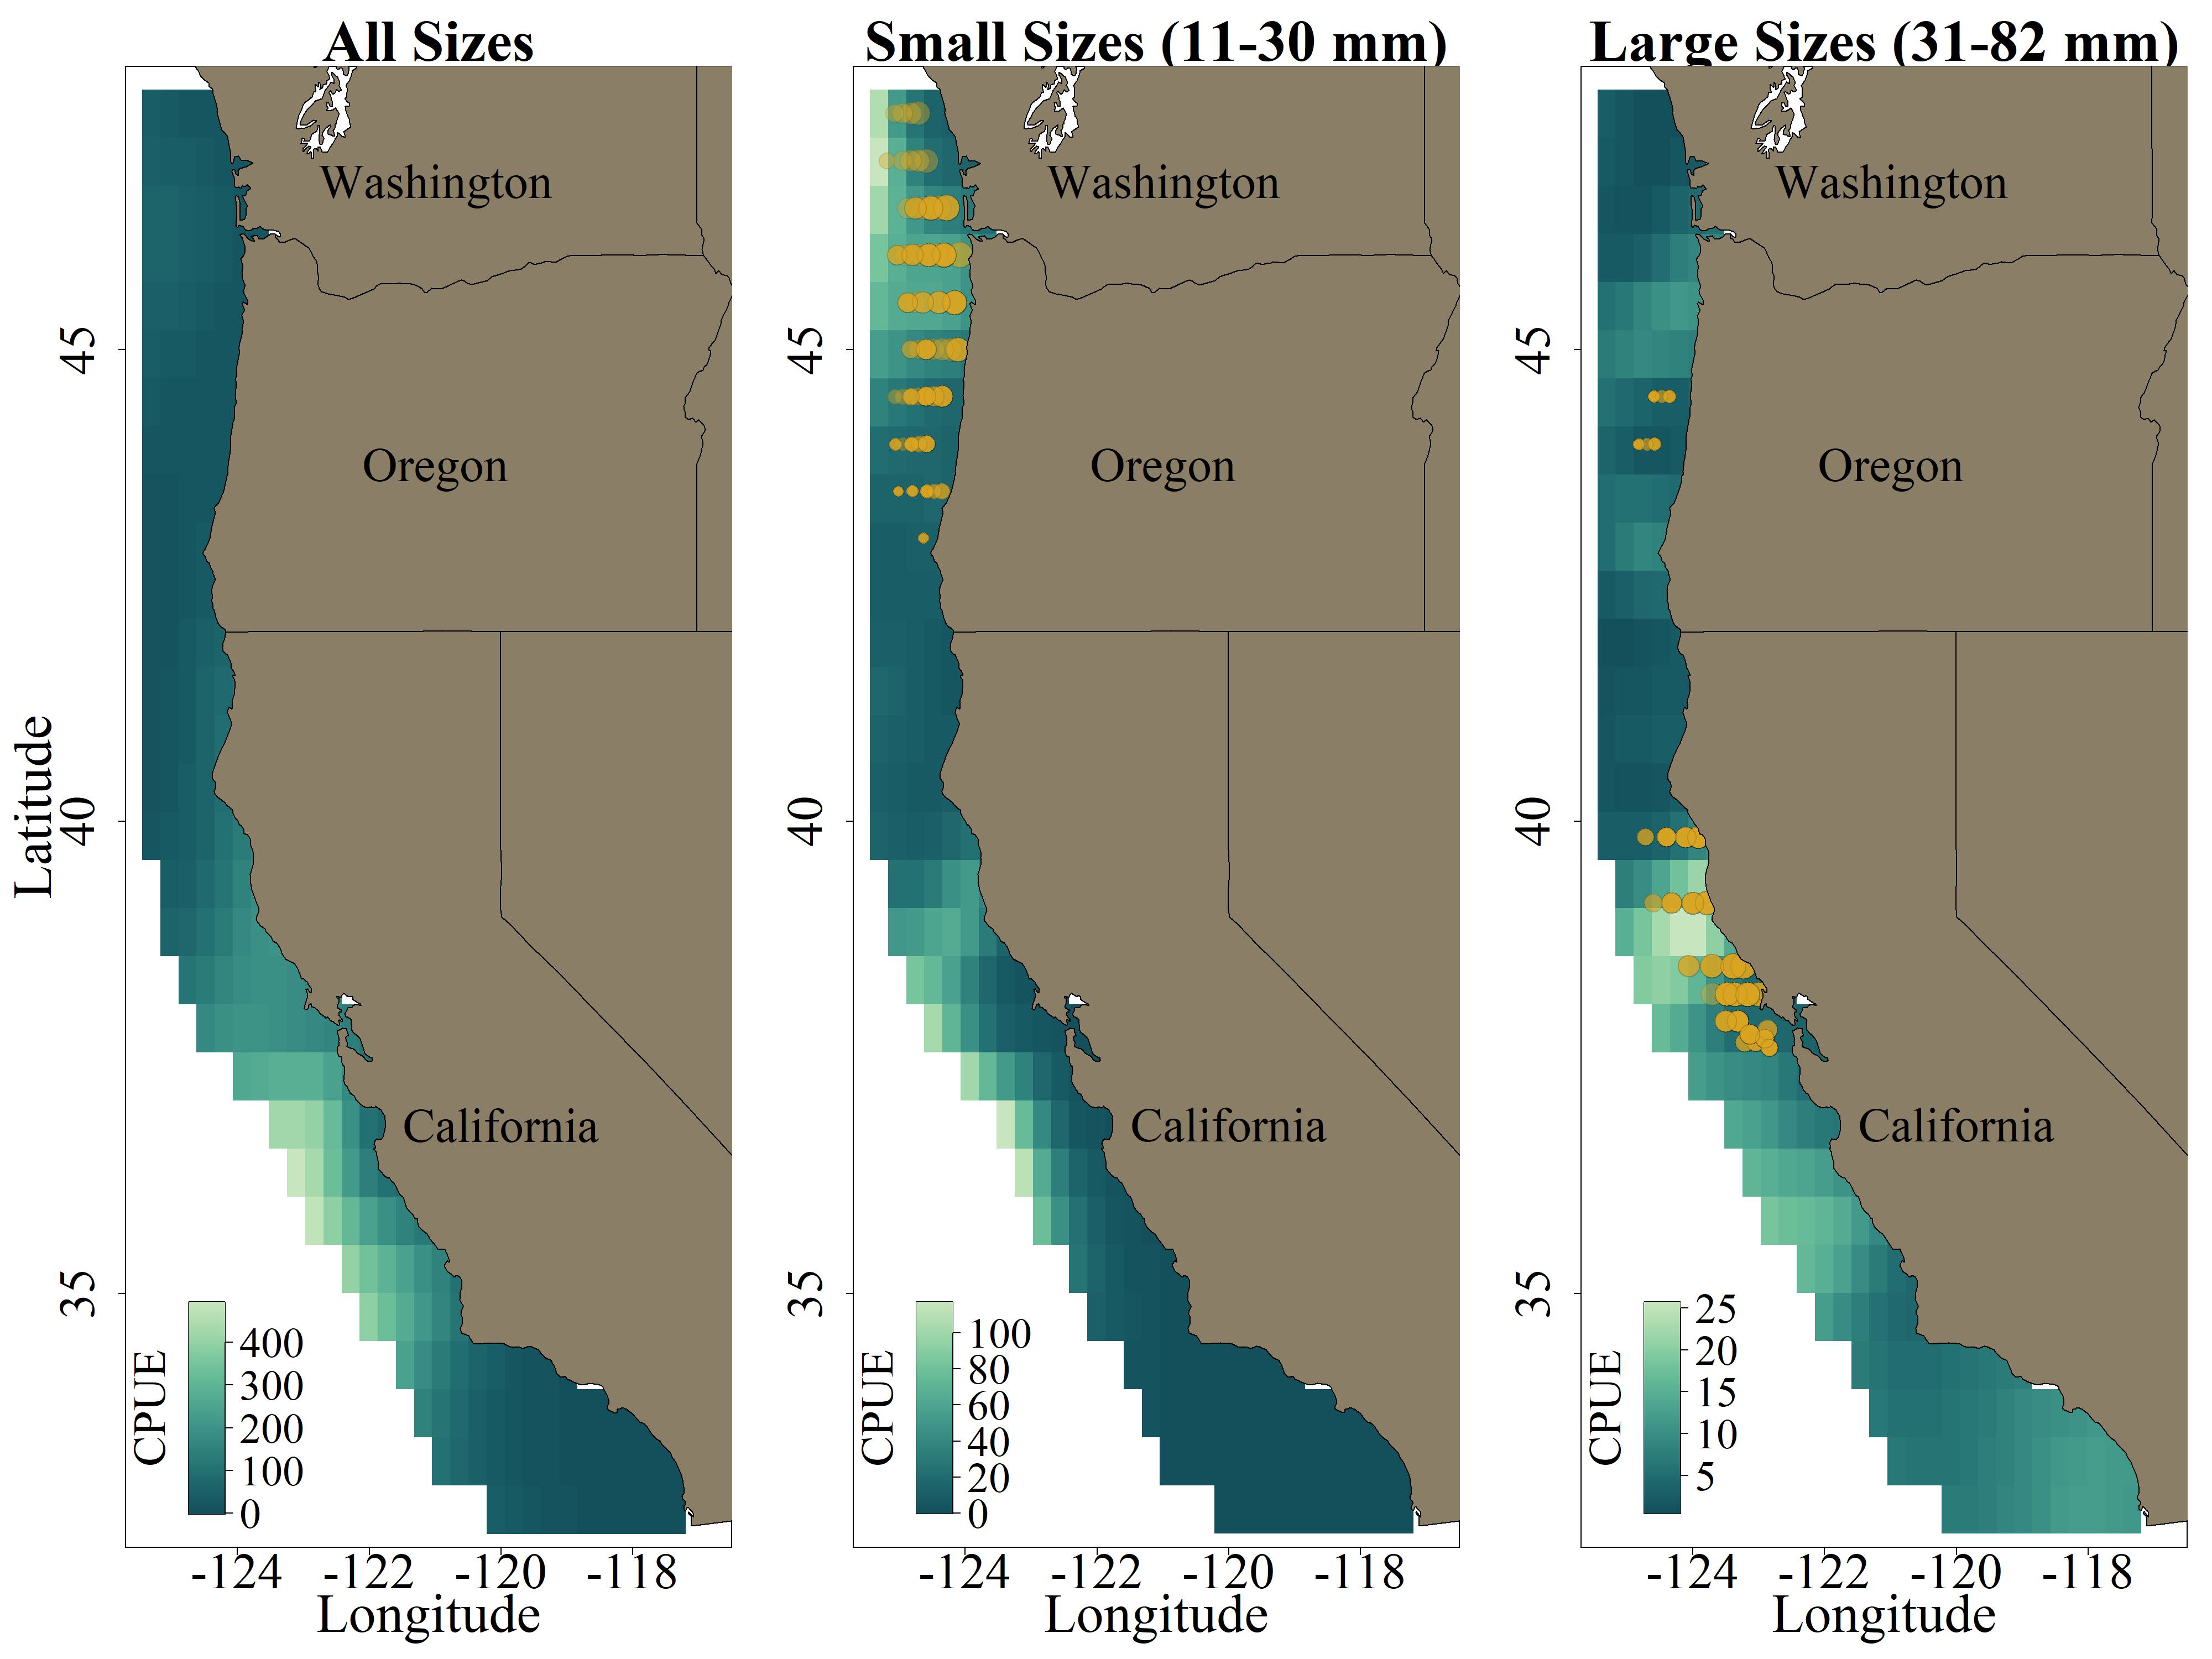 All Sizes
Small Sizes (11-30 mm)
Large Sizes (31-82 mm)
Latitude
45
40
35
Washington
Oregon
California
CPUE
400
300
200
100
0
-124
-122
-120
-118
Longitude
45
40
35
Washington
Oregon
California
CPUE
100
80
60
40
20
0
-124
-122
-120
-118
Longitude
45
40
35
Washington
Oregon
California
CPUE
25
20
15
10
5
-124
-122
-120
-118
Longitude